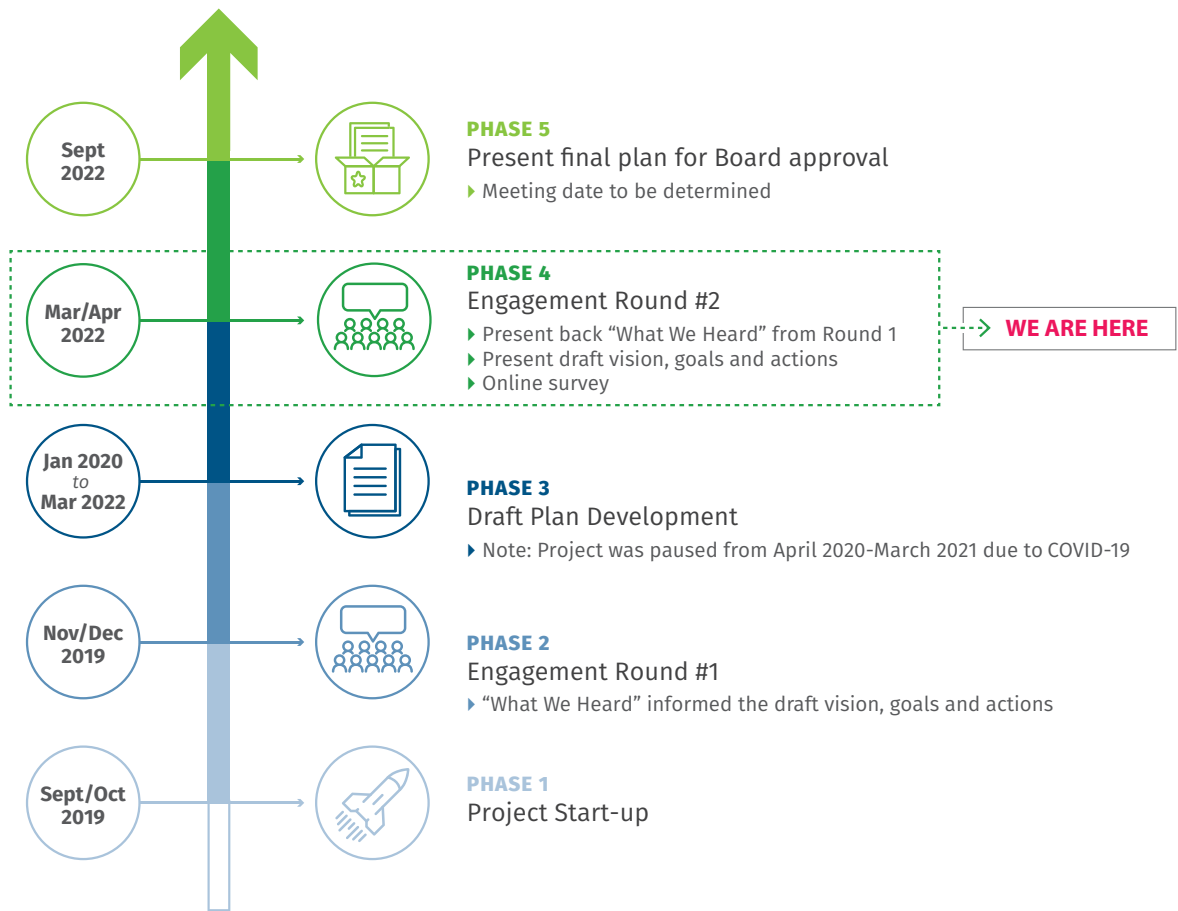 Sept
2022
PHASE 5
Present final plan for Board approval
Meeting date to be determined
Mar/Apr
2022
PHASE 4
Engagement Round #2
Present back “What We Heard” from Round 1
Present draft vision, goals and actions
Online survey
WE ARE HERE
Jan 2020
to
Mar 2022
PHASE 3
Draft Plan Development
Note: Project was paused from April 2020-March 2021 due to COVID-19
Nov/Dec
2019
PHASE 2
Engagement Round #1
“What We Heard” informed the draft vision, goals and actions
Sept/Oct
2019
PHASE 1
Project Start-up